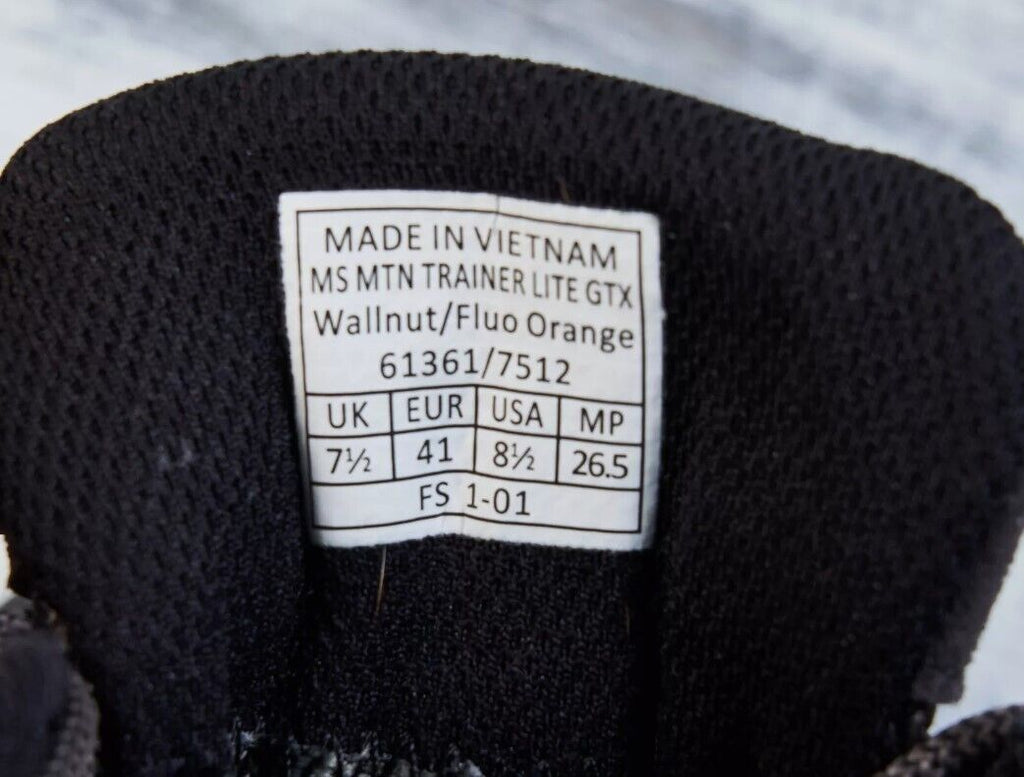 MADE IN VIETNAM
MS MTN TRAINER LITE GTX
Wallnut/Fluo Orange
61361/7512
UK EUR USA MP
7½ 41 8½ 26.5
FS 1-01